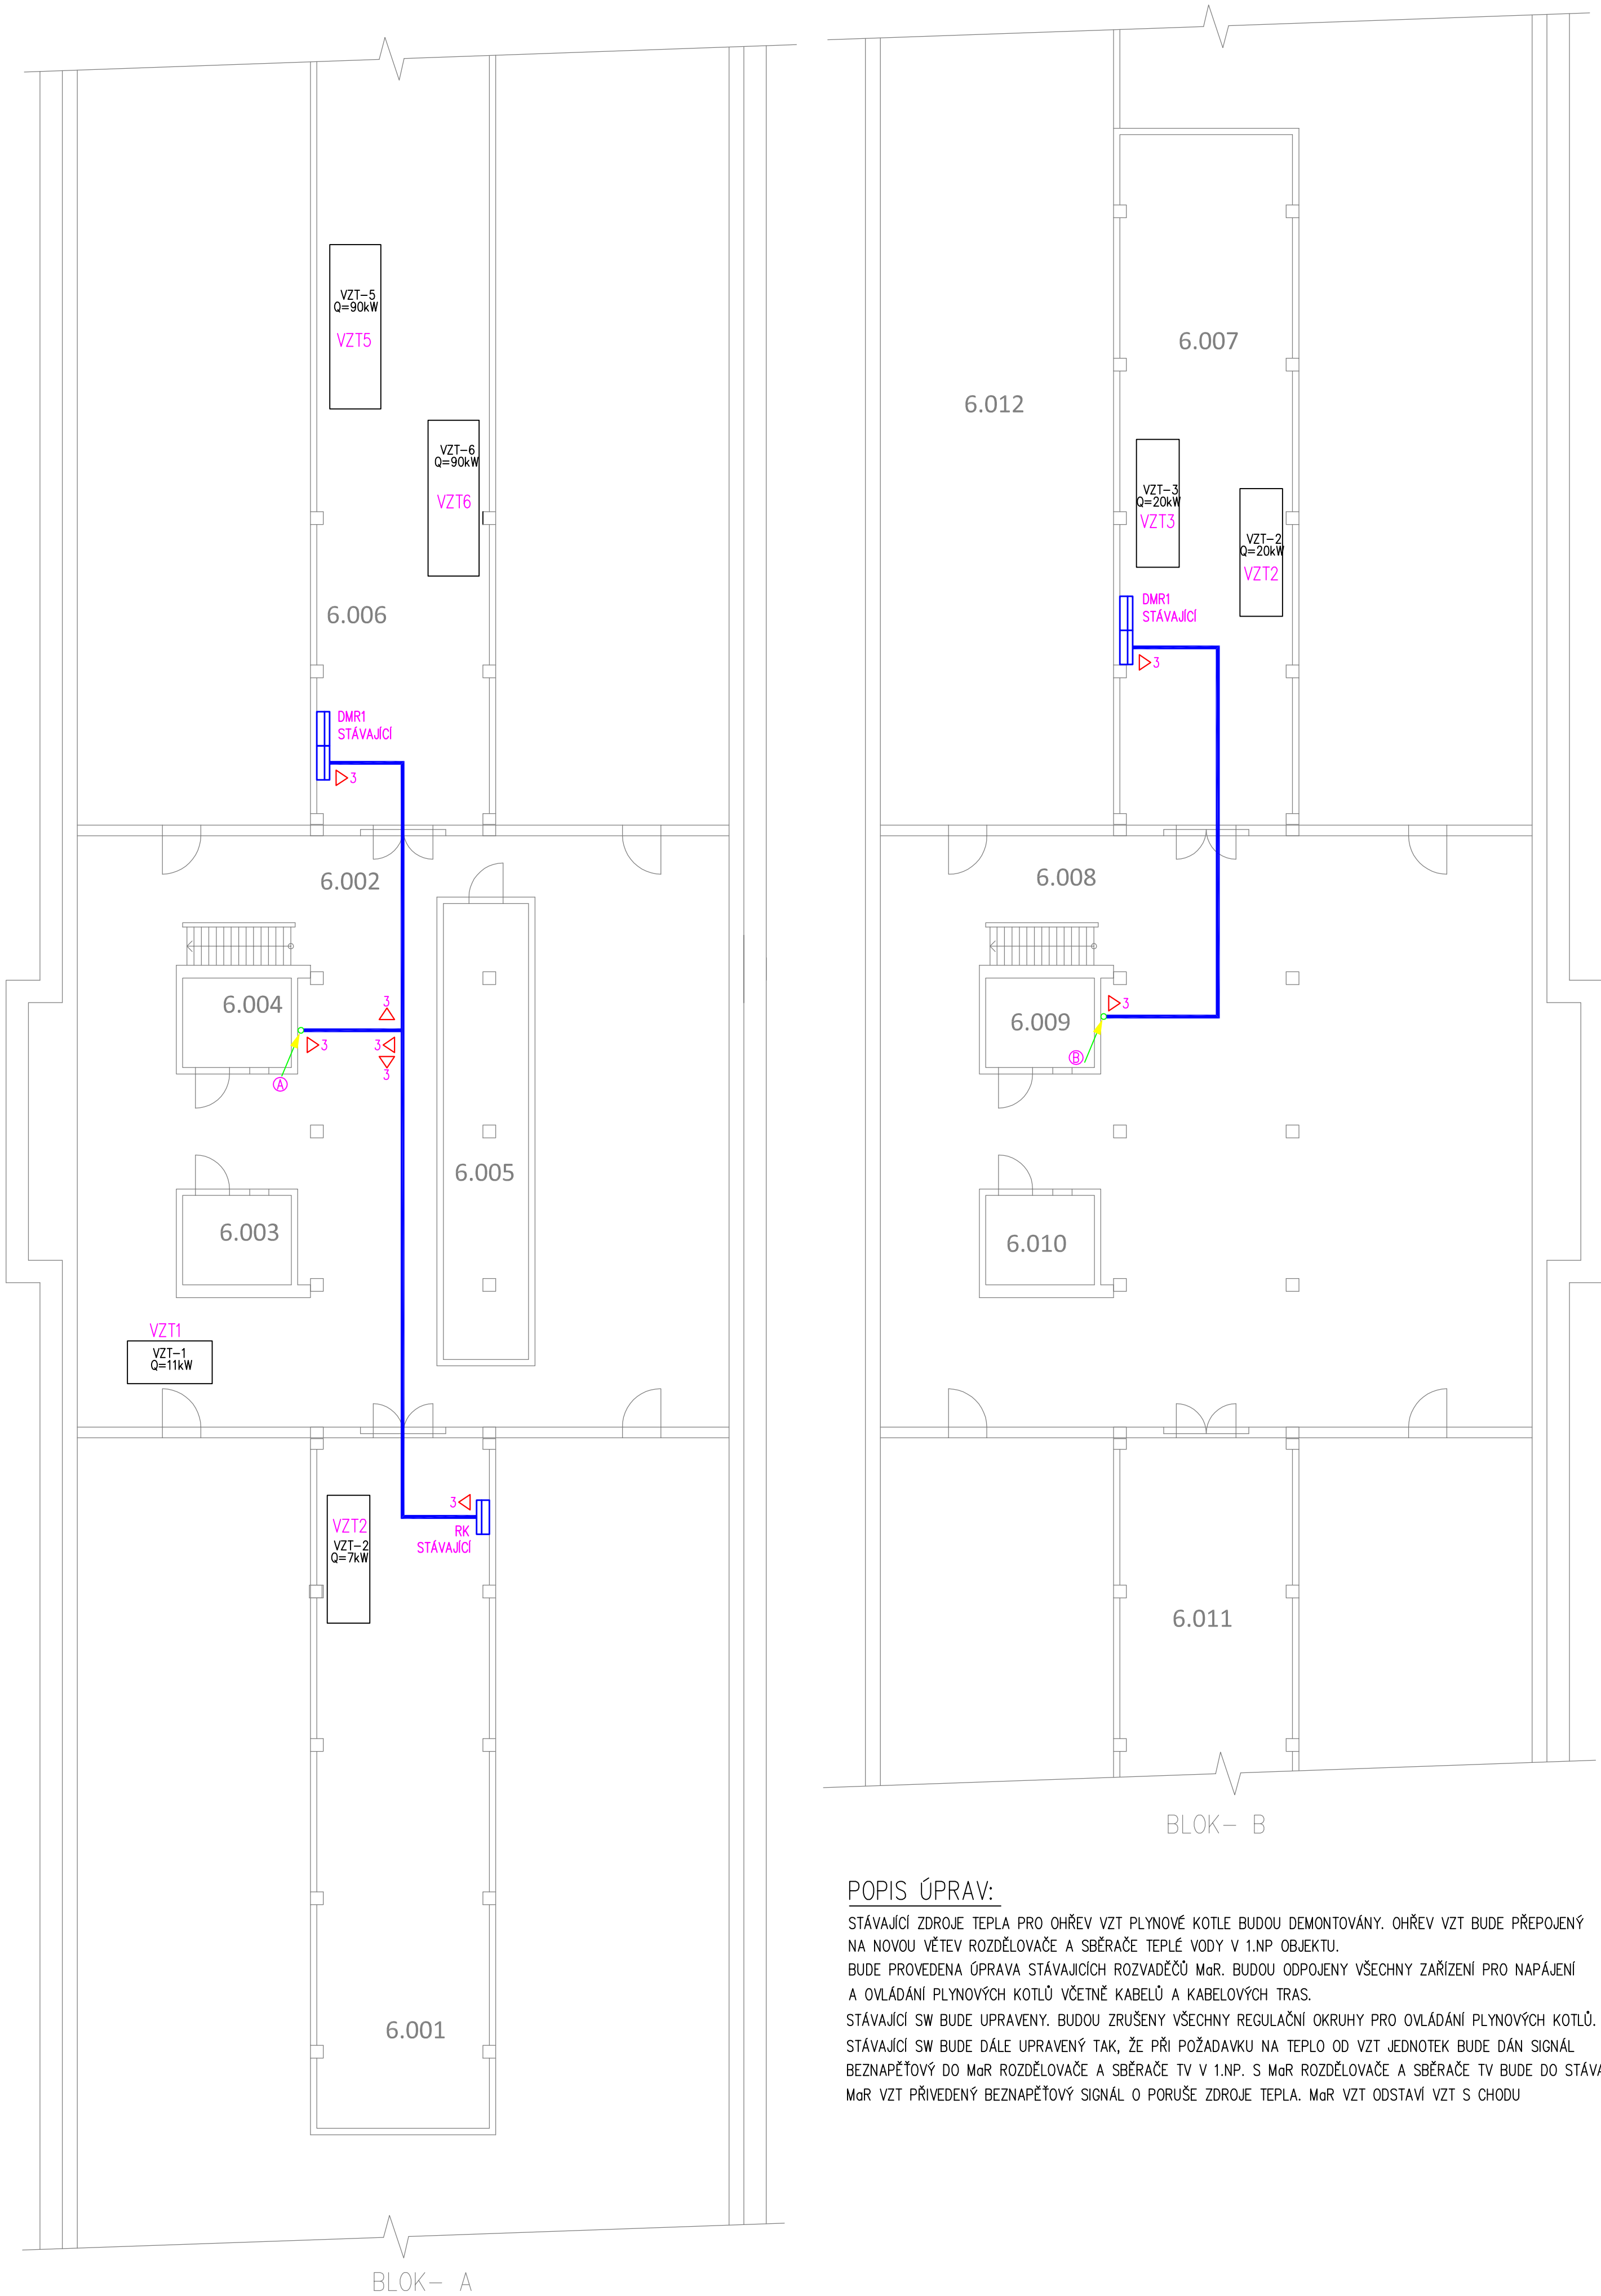 VZT-5
Q=90kW
VZT5
VZT-6
Q=90kW
VZT6
6.006
DMR1
STÁVAJÍCÍ
3
6.002
6.004
3
3
3
3
A
6.005
6.003
VZT1
VZT-1
Q=11kW
3
RK
STÁVAJÍCÍ
VZT2
VZT-2
Q=7kW
6.001
BLOK- A
6.007
6.012
VZT-3
Q=20kW
VZT3
VZT-2
Q=20kW
VZT2
DMR1
STÁVAJÍCÍ
3
6.008
3
6.009
B
6.010
6.011
BLOK- B
POPIS ÚPRAV:
STÁVAJÍCÍ ZDROJE TEPLA PRO OHŘEV VZT PLYNOVÉ KOTLE BUDOU DEMONTOVÁNY. OHŘEV VZT BUDE PŘEPOJENÝ
NA NOVOU VĚTEV ROZDĚLOVAČE A SBĚRAČE TEPLÉ VODY V 1.NP OBJEKTU.
BUDE PROVEDENA ÚPRAVA STÁVAJICÍCH ROZVADĚČŮ MaR. BUDOU ODPOJENY VŠECHNY ZAŘÍZENÍ PRO NAPÁJENÍ
A OVLÁDÁNÍ PLYNOVÝCH KOTLŮ VČETNĚ KABELŮ A KABELOVÝCH TRAS.
STÁVAJÍCÍ SW BUDE UPRAVENY. BUDOU ZRUŠENY VŠECHNY REGULAČNÍ OKRUHY PRO OVLÁDÁNÍ PLYNOVÝCH KOTLŮ.
STÁVAJÍCÍ SW BUDE DÁLE UPRAVENÝ TAK, ŽE PŘI POŽADAVKU NA TEPLO OD VZT JEDNOTEK BUDE DÁN SIGNÁL
BEZNAPĚŤOVÝ DO MaR ROZDĚLOVAČE A SBĚRAČE TV V 1.NP. S MaR ROZDĚLOVAČE A SBĚRAČE TV BUDE DO STÁVA
MaR VZT PŘIVEDENÝ BEZNAPĚŤOVÝ SIGNÁL O PORUŠE ZDROJE TEPLA. MaR VZT ODSTAVÍ VZT S CHODU